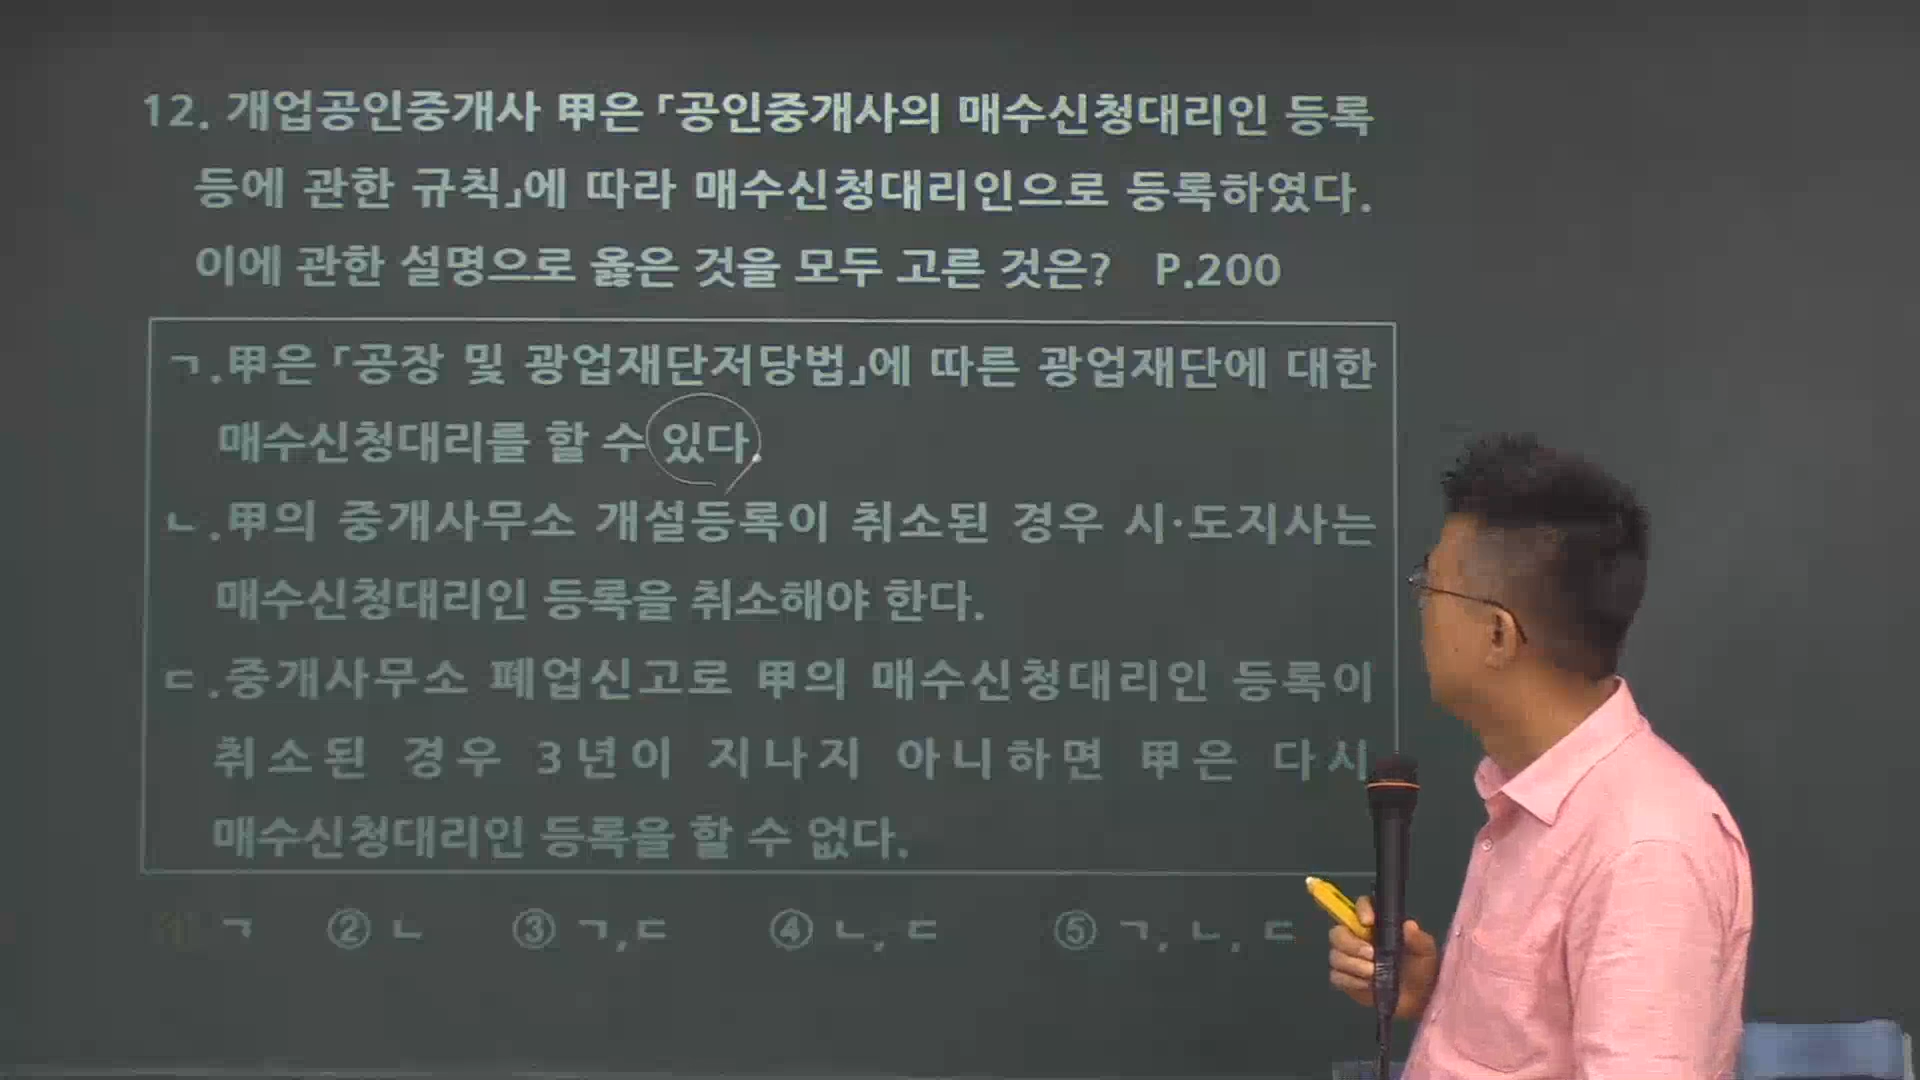 12. 개업공인중개사 甲은 「공인중개사의 매수신청대리인 등록
등에 관한 규칙」에 따라 매수신청대리인으로 등록하였다.
이에 관한 설명으로 옳은 것을 모두 고른 것은? P.200
ㄱ.甲은 「공장 및 광업재단저당법」에 따른 광업재단에 대한
매수신청대리를 할 수 있다.
ㄴ.甲의 중개사무소 개설등록이 취소된 경우 시·도지사는
매수신청대리인 등록을 취소해야 한다.
ㄷ.중개사무소 폐업신고로 甲의 매수신청대리인 등록이
취소된 경우 3년이 지나지 아니하면 甲은 다시
매수신청대리인 등록을 할 수 없다.
① ㄱ ② ㄴ ③ ㄱ,ㄷ ④ ㄴ, ㄷ ⑤ ㄱ, ㄴ, ㄷ